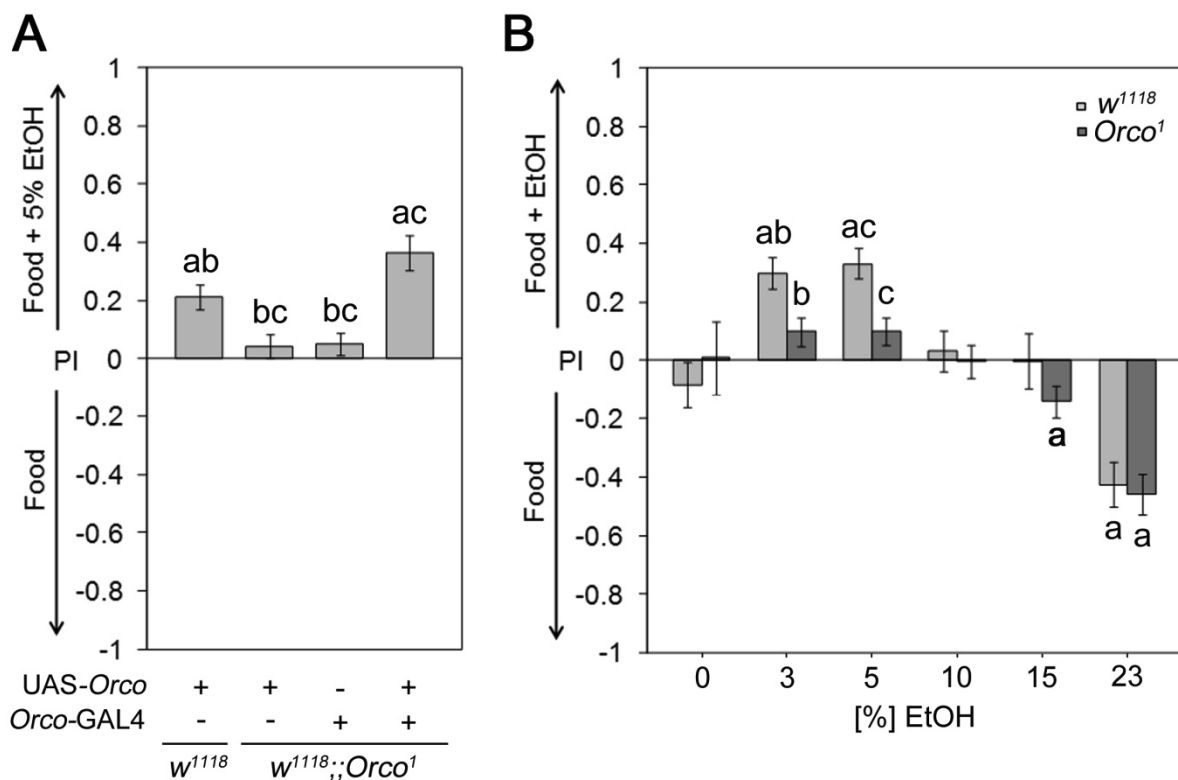 A
Food + 5% EtOH
PI
Food
1
0.8
0.6
0.4
0.2
0
-0.2
-0.4
-0.6
-0.8
-1
ab
bc
bc
ac
UAS-Orco + + - +
Orco-GAL4 - - + +
w1118 w1118;;Orco1
B
Food + EtOH
PI
Food
1
0.8
0.6
0.4
0.2
0
-0.2
-0.4
-0.6
-0.8
-1
w1118
Orco1
ab
b
ac
c
a
a
a
0 3 5 10 15 23
[%] EtOH